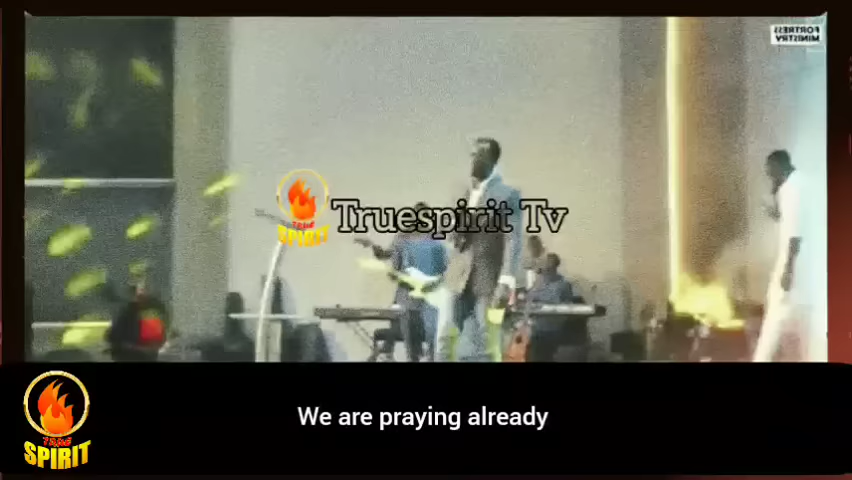 FORTRESS
MINISTRY
Truespirit Tv
TRUE
SPIRIT
We are praying already
TRUE
SPIRIT